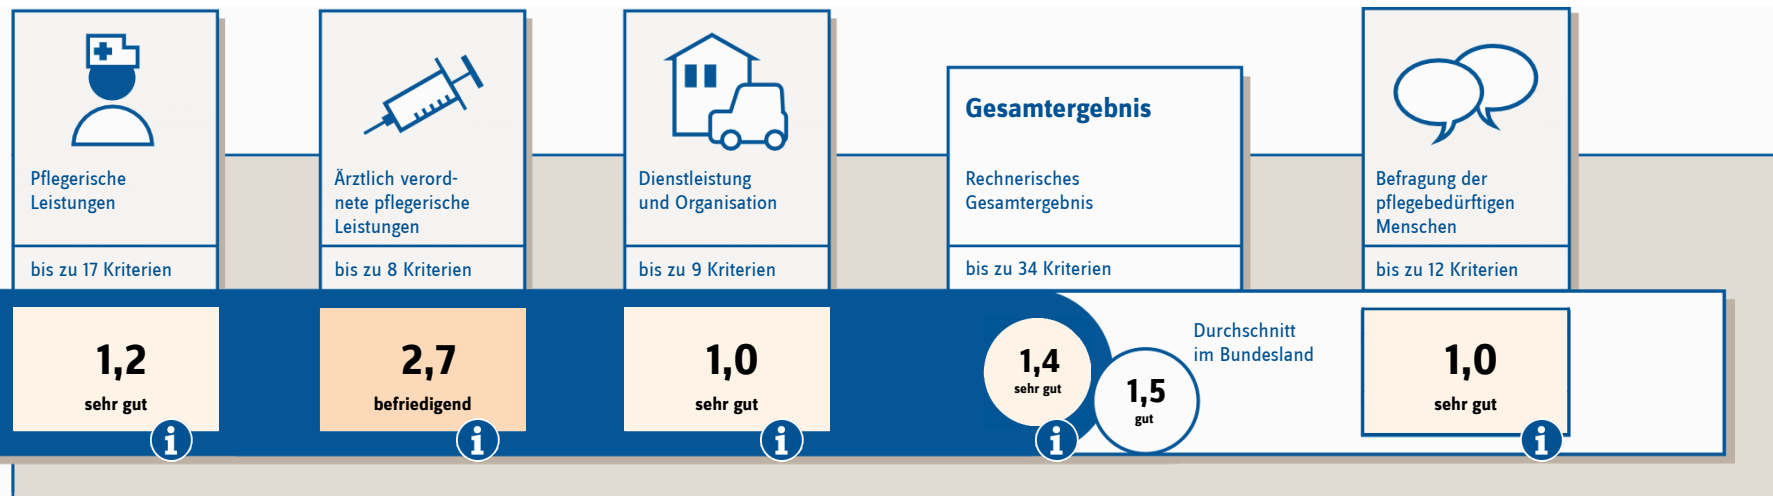 Pflegerische
Leistungen
bis zu 17 Kriterien
1,2
sehr gut
i
Ärztlich verord-
nete pflegerische
Leistungen
bis zu 8 Kriterien
2,7
befriedigend
i
Dienstleistung
und Organisation
bis zu 9 Kriterien
1,0
sehr gut
i
Gesamtergebnis
Rechnerisches
Gesamtergebnis
bis zu 34 Kriterien
1,4
sehr gut
i
1,5
gut
Durchschnitt
im Bundesland
Befragung der
pflegebedürftigen
Menschen
bis zu 12 Kriterien
1,0
sehr gut
i